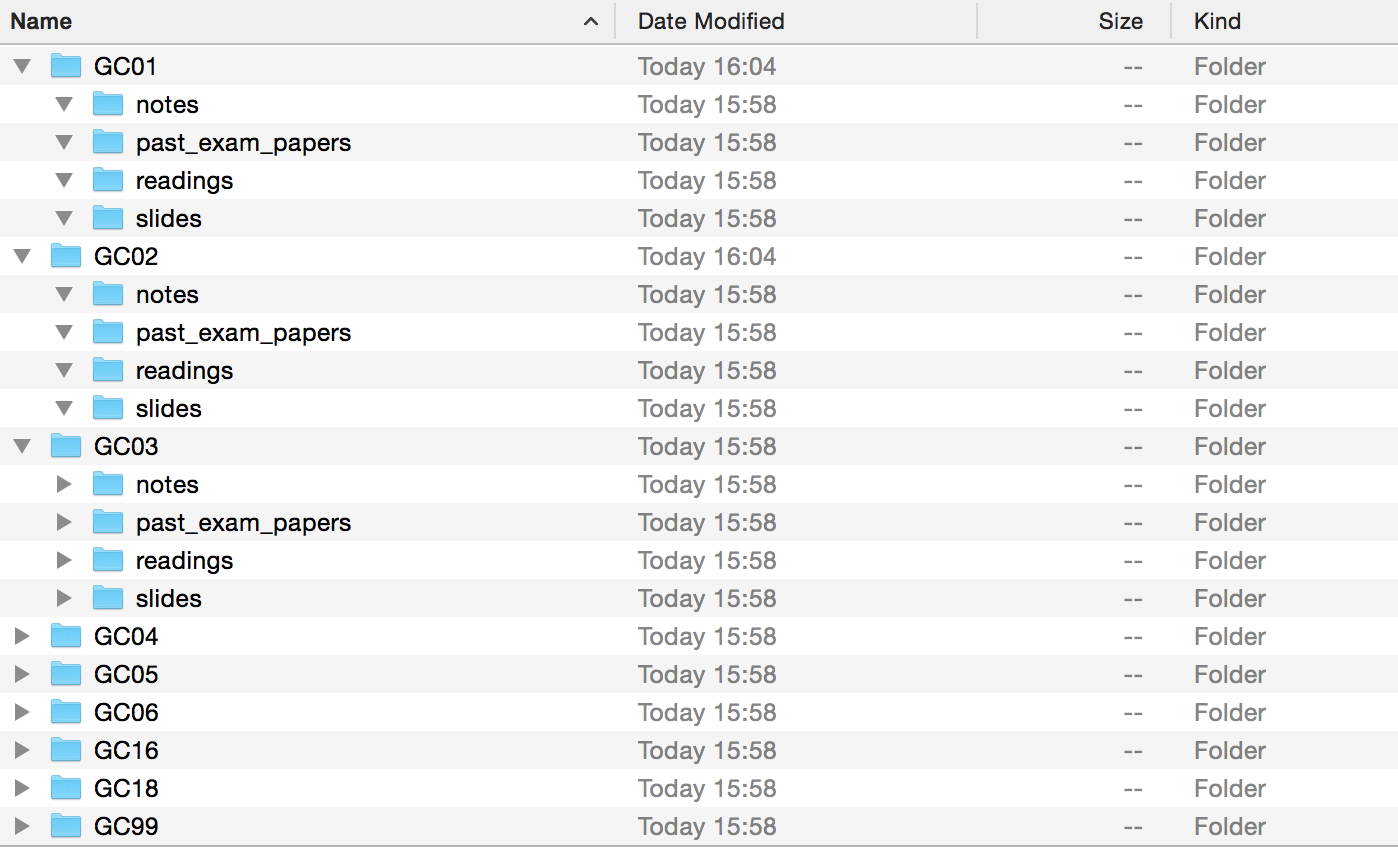 Name Date Modified Size Kind
GC01 Today 16:04 -- Folder
notes Today 15:58 -- Folder
past_exam_papers Today 15:58 -- Folder
readings Today 15:58 -- Folder
slides Today 15:58 -- Folder
GC02 Today 16:04 -- Folder
notes Today 15:58 -- Folder
past_exam_papers Today 15:58 -- Folder
readings Today 15:58 -- Folder
slides Today 15:58 -- Folder
GC03 Today 15:58 -- Folder
notes Today 15:58 -- Folder
past_exam_papers Today 15:58 -- Folder
readings Today 15:58 -- Folder
slides Today 15:58 -- Folder
GC04 Today 15:58 -- Folder
GC05 Today 15:58 -- Folder
GC06 Today 15:58 -- Folder
GC16 Today 15:58 -- Folder
GC18 Today 15:58 -- Folder
GC99 Today 15:58 -- Folder